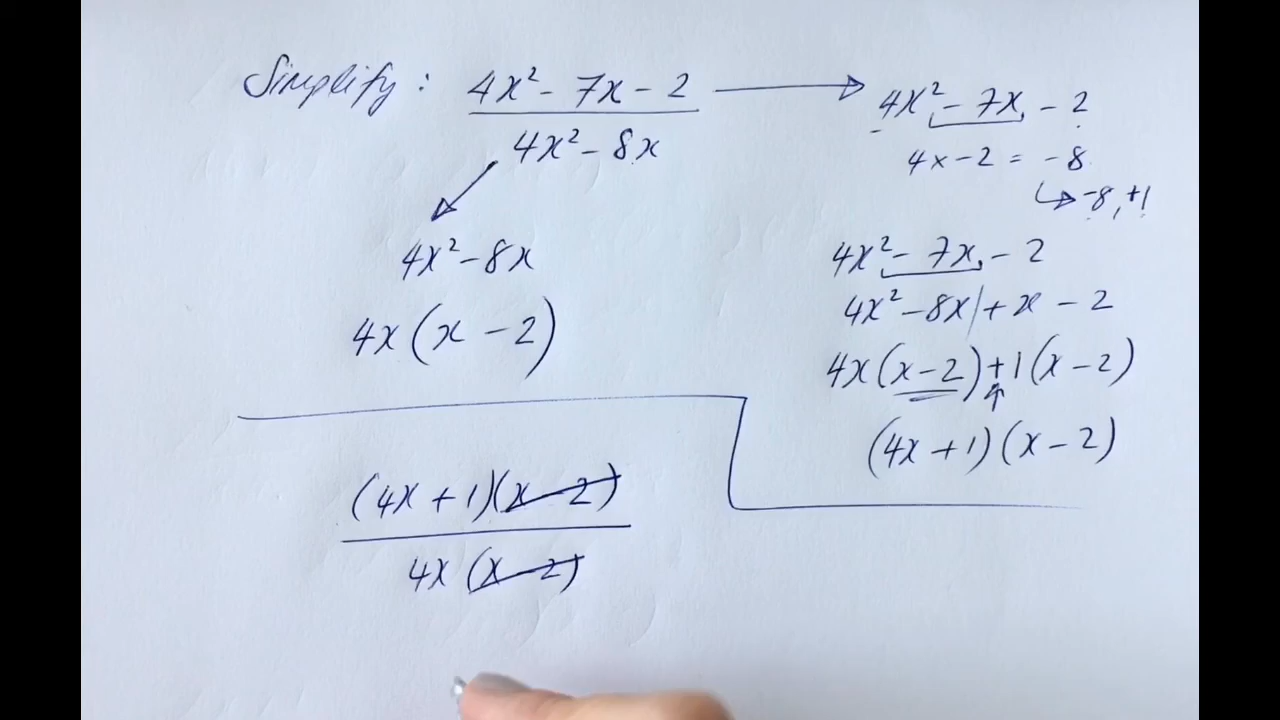 Simplify: 4x² - 7x - 2 / 4x² - 8x
4x² - 8x
4x(x - 2)
4x² - 7x - 2
4x-2 = -8
-8, +1
4x² - 7x - 2
4x² - 8x | + x - 2
4x(x - 2) + 1(x - 2)
(4x + 1)(x - 2)
(4x + 1)(x - 2)
4x(x - 2)